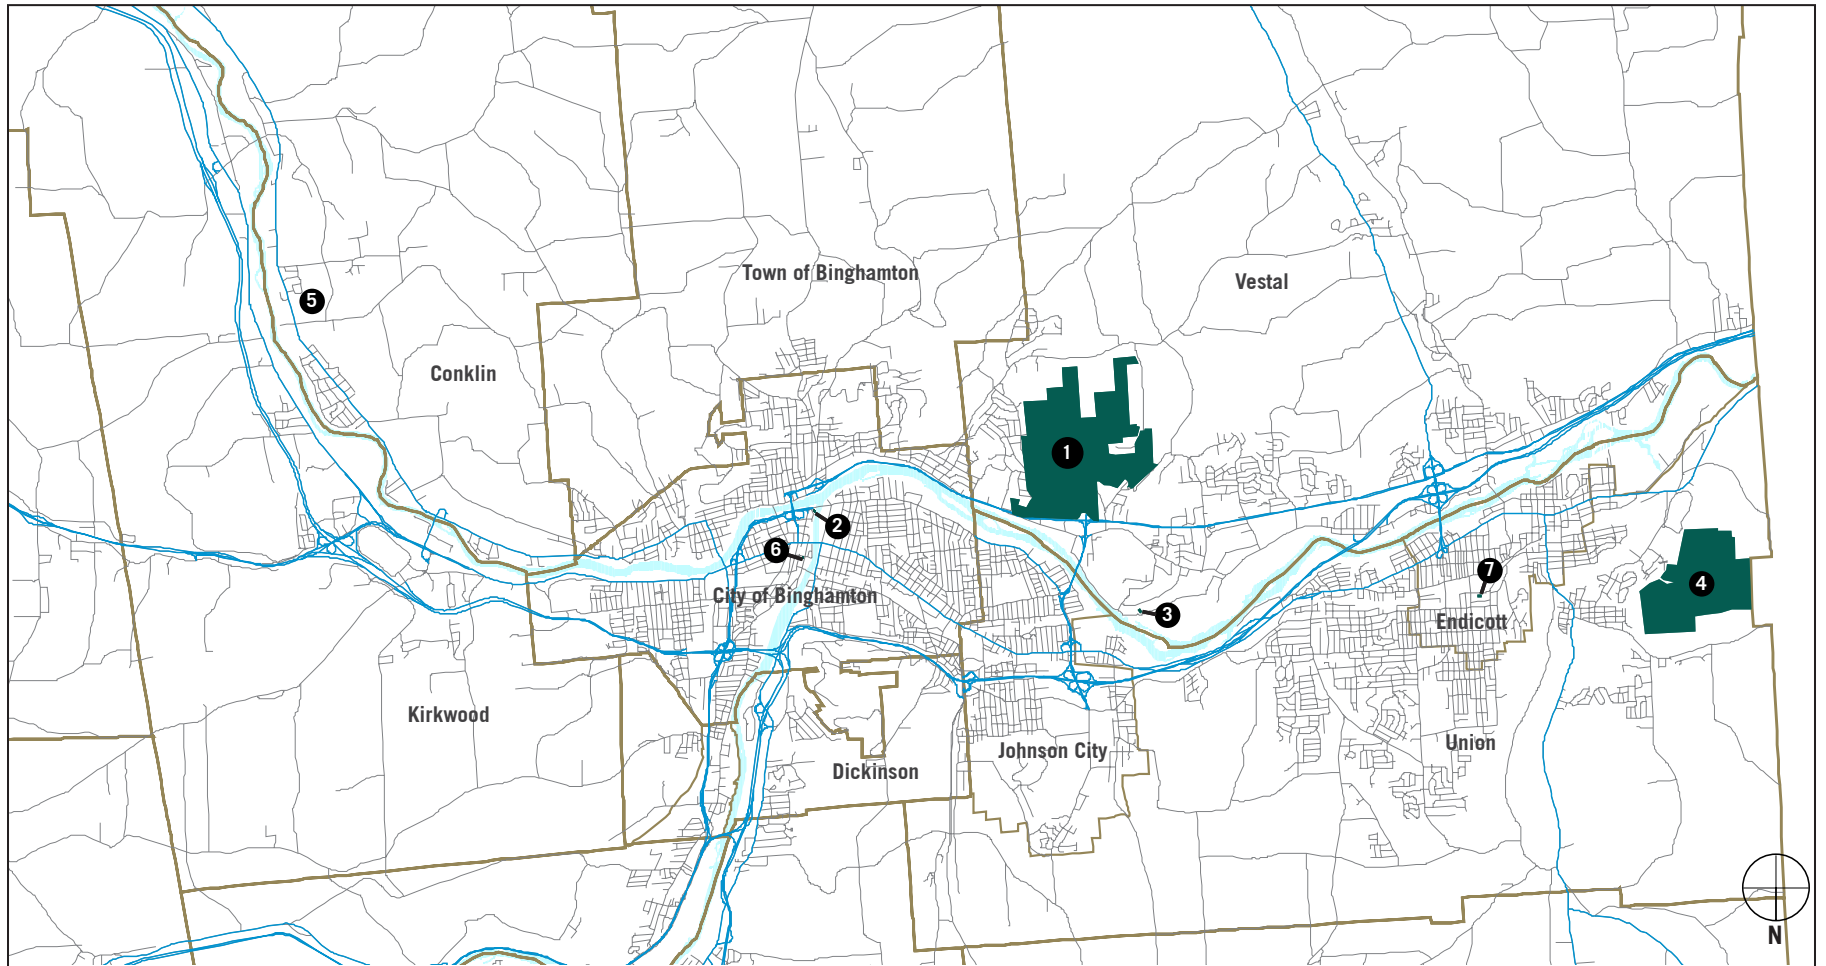 Town of Binghamton
Vestal
5
Conklin
1
2
6
City of Binghamton
3
7
4
Endicott
Kirkwood
Johnson City
Union
Dickinson
N